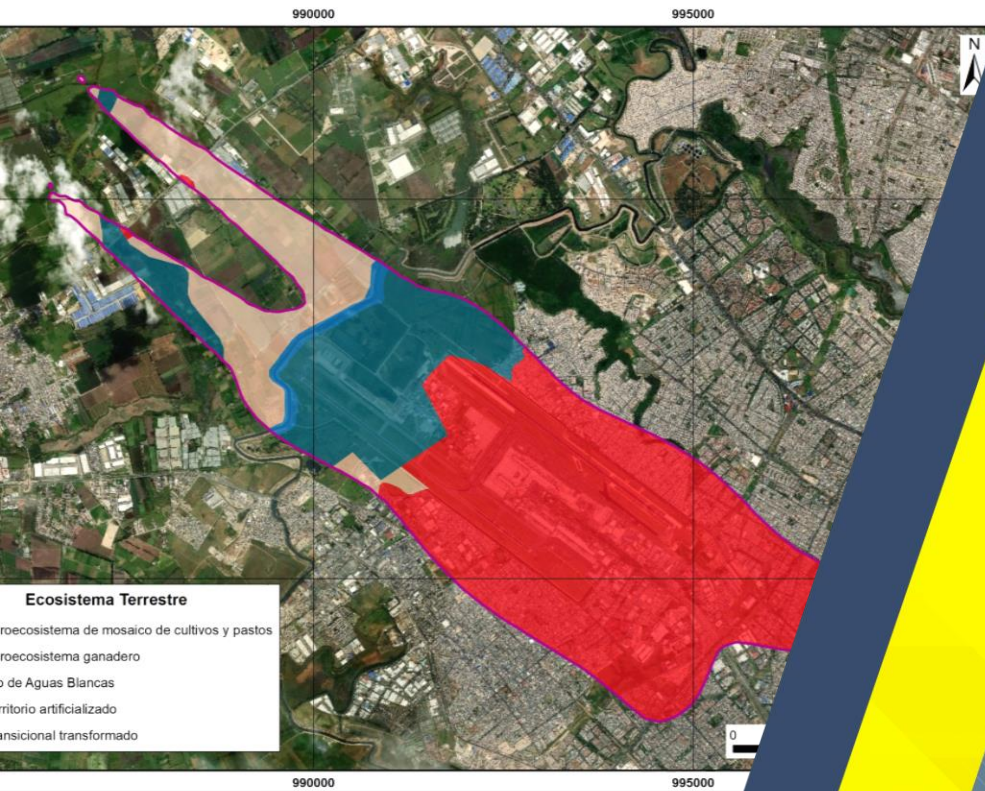 990000
995000
N
Ecosistema Terrestre
roecosistema de mosaico de cultivos y pastos
roecosistema ganadero
o de Aguas Blancas
rritorio artificializado
ansicional transformado
0
990000
995000